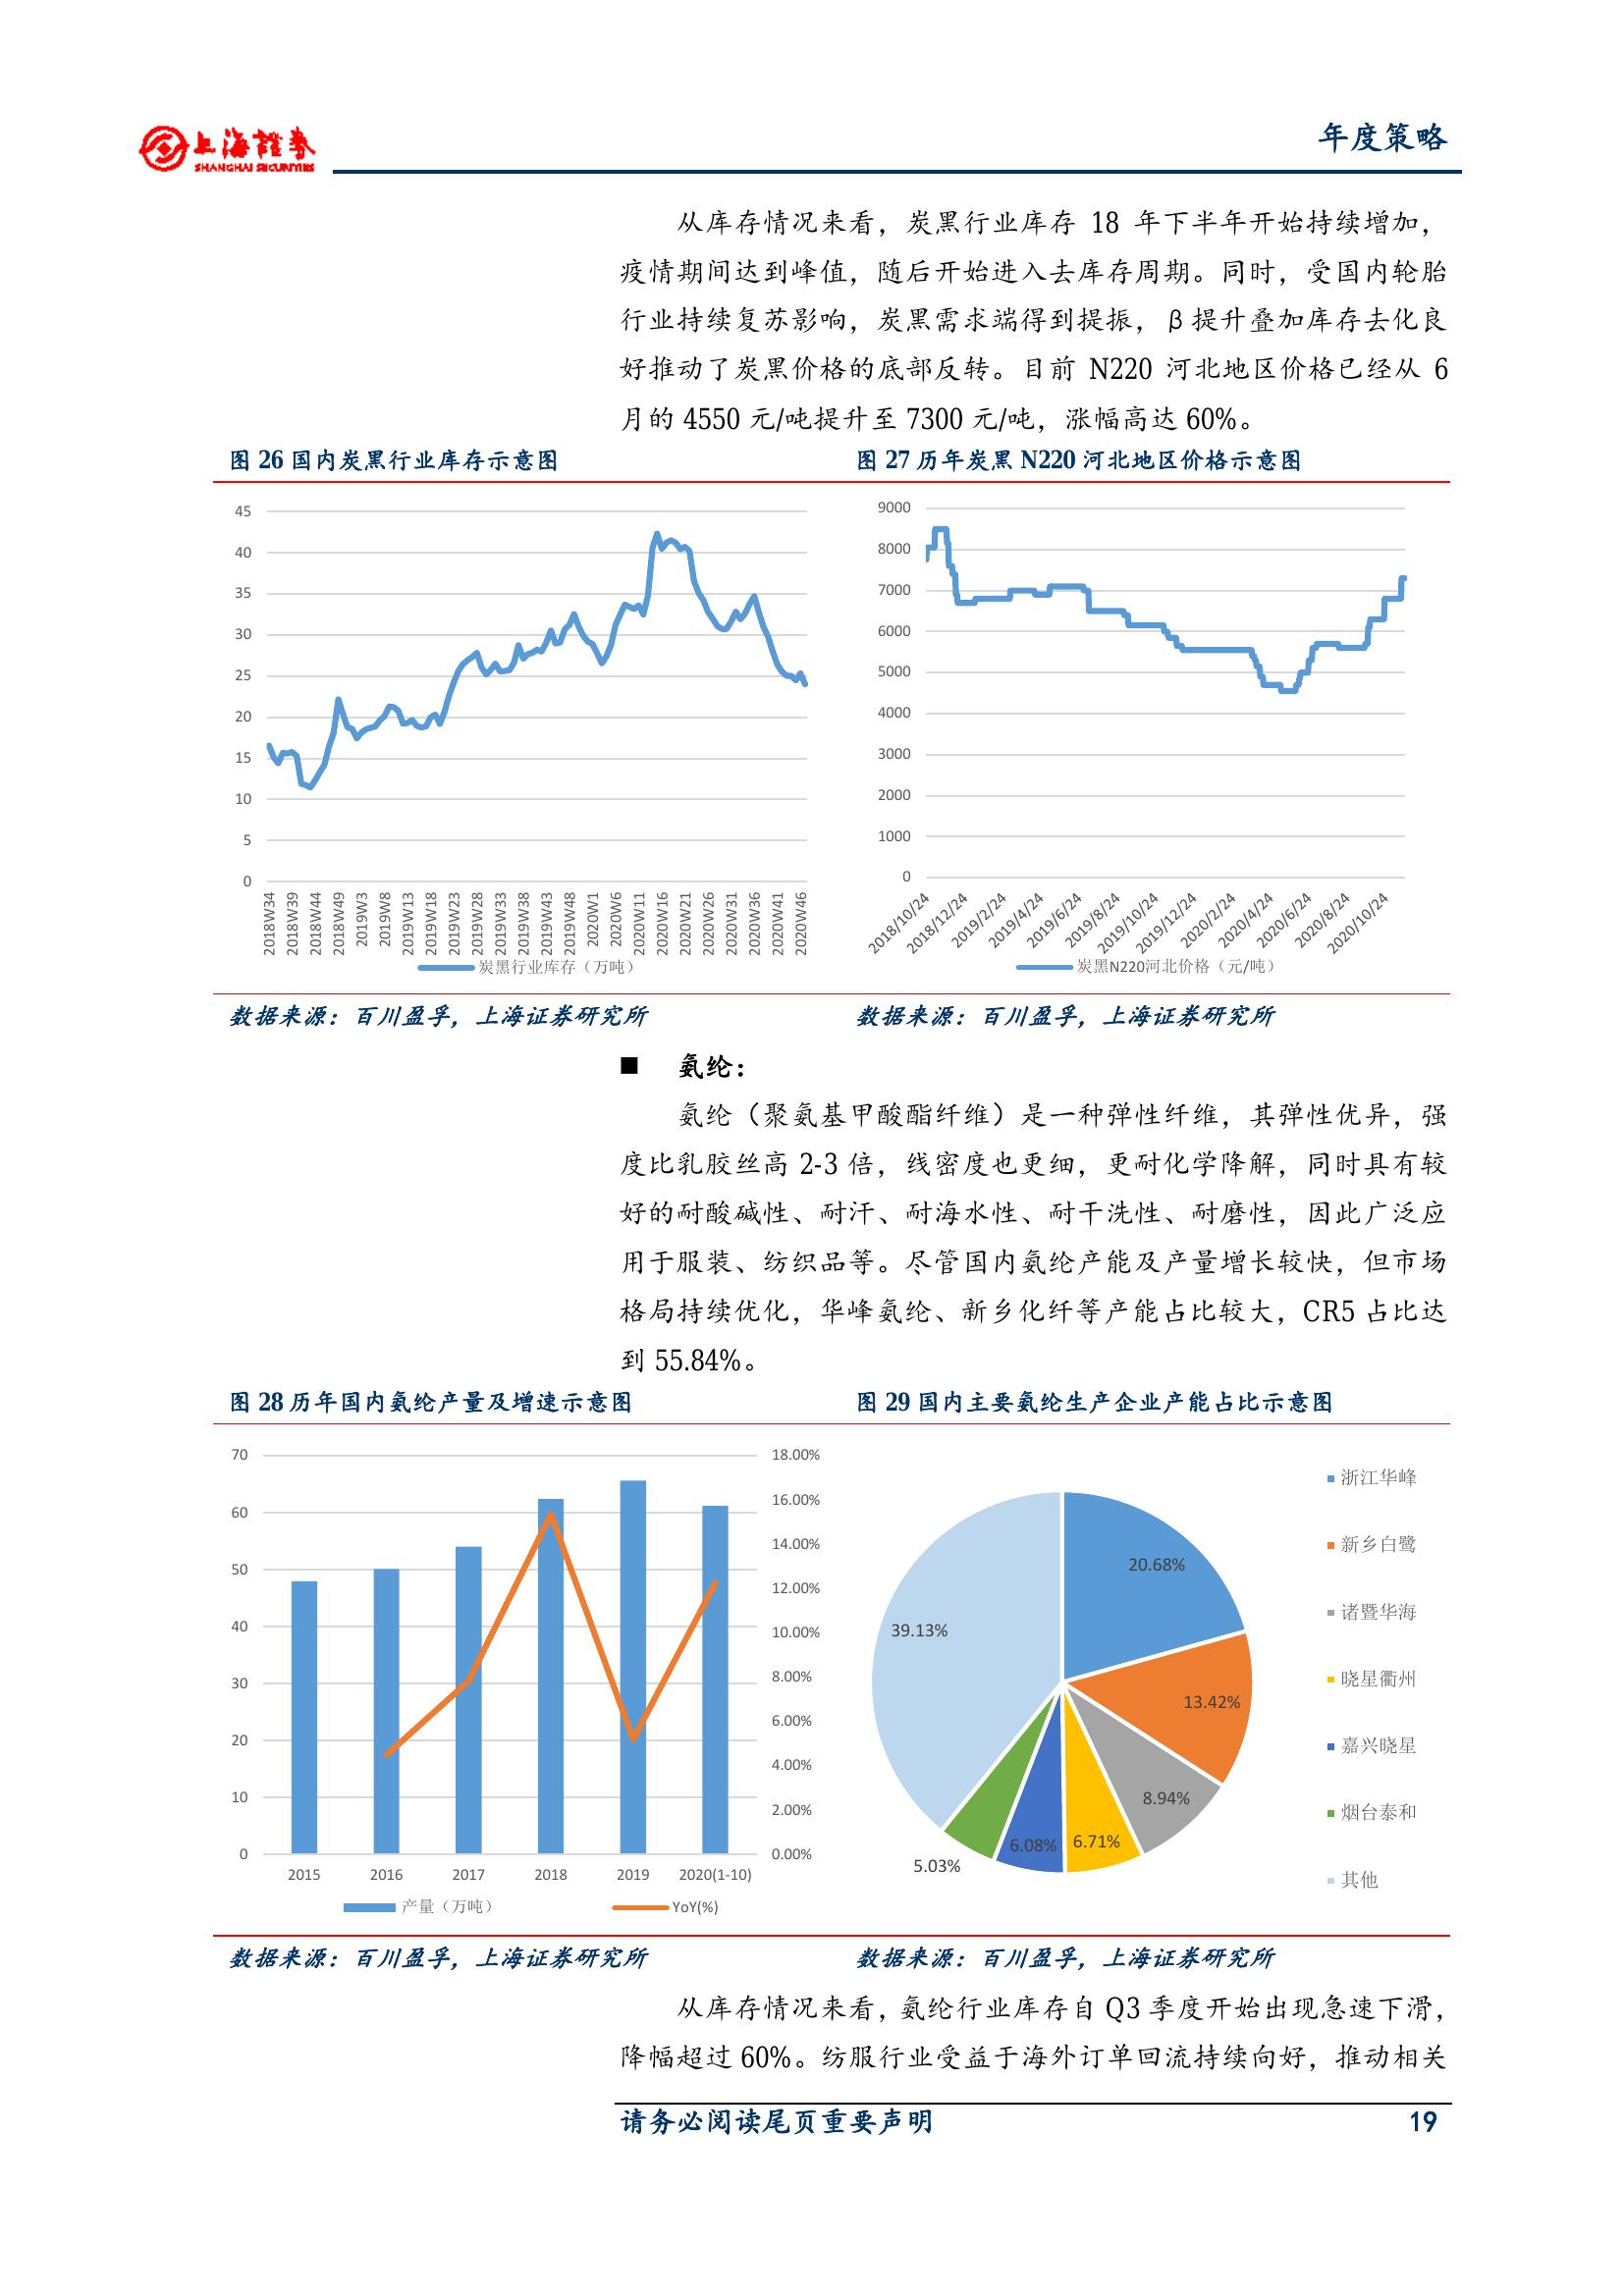 上海證券
SHANGHAI SECURITIES
年度策略
从库存情况来看，炭黑行业库存 18 年下半年开始持续增加，
疫情期间达到峰值，随后开始进入去库存周期。同时，受国内轮胎
行业持续复苏影响，炭黑需求端得到提振，β提升叠加库存去化良
好推动了炭黑价格的底部反转。目前 N220 河北地区价格已经从 6
月的 4550 元/吨提升至 7300 元/吨，涨幅高达 60%。
图 26 国内炭黑行业库存示意图
45
40
35
30
25
20
15
10
5
0
2018W34
2018W39
2018W44
2018W49
2019W3
2019W8
2019W13
2019W18
2019W23
2019W28
2019W33
2019W38
2019W43
2019W48
2020W1
2020W6
2020W11
2020W16
2020W21
2020W26
2020W31
2020W36
2020W41
2020W46
炭黑行业库存（万吨）
数据来源：百川盈孚，上海证券研究所
图 27 历年炭黑 N220 河北地区价格示意图
9000
8000
7000
6000
5000
4000
3000
2000
1000
0
2018/10/24
2018/12/24
2019/2/24
2019/4/24
2019/6/24
2019/8/24
2019/10/24
2019/12/24
2020/2/24
2020/4/24
2020/6/24
2020/8/24
2020/10/24
炭黑N220河北价格（元/吨）
数据来源：百川盈孚，上海证券研究所
■ 氨纶：
氨纶（聚氨基甲酸酯纤维）是一种弹性纤维，其弹性优异，强
度比乳胶丝高 2-3 倍，线密度也更细，更耐化学降解，同时具有较
好的耐酸碱性、耐汗、耐海水性、耐干洗性、耐磨性，因此广泛应
用于服装、纺织品等。尽管国内氨纶产能及产量增长较快，但市场
格局持续优化，华峰氨纶、新乡化纤等产能占比较大，CR5 占比达
到 55.84%。
图 28 历年国内氨纶产量及增速示意图
70
60
50
40
30
20
10
0
18.00%
16.00%
14.00%
12.00%
10.00%
8.00%
6.00%
4.00%
2.00%
0.00%
2015
2016
2017
2018
2019
2020(1-10)
产量（万吨）
YoY(%)
数据来源：百川盈孚，上海证券研究所
图 29 国内主要氨纶生产企业产能占比示意图
20.68%
13.42%
8.94%
6.71%
6.08%
5.03%
39.13%
浙江华峰
新乡白鹭
诸暨华海
晓星衢州
嘉兴晓星
烟台泰和
其他
数据来源：百川盈孚，上海证券研究所
从库存情况来看，氨纶行业库存自 Q3 季度开始出现急速下滑，
降幅超过 60%。纺服行业受益于海外订单回流持续向好，推动相关
请务必阅读尾页重要声明
19